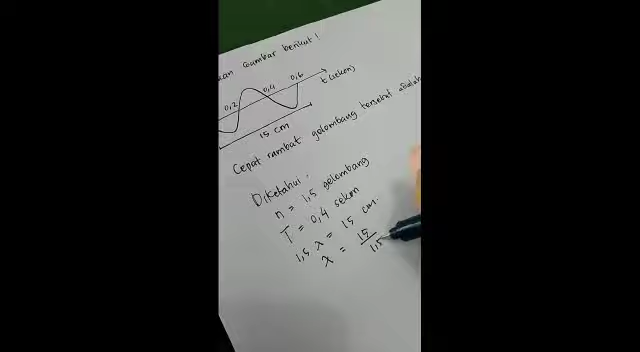 kan Gambar berikut!
0,2 0,4 0,6
t (sekon)
15 cm
Cepat rambat gelombang tersebut adalah
Diketahui:
n = 1,5 gelombang
T = 0,4 sekon
1,5 λ = 15 cm.
λ = 15
1,5